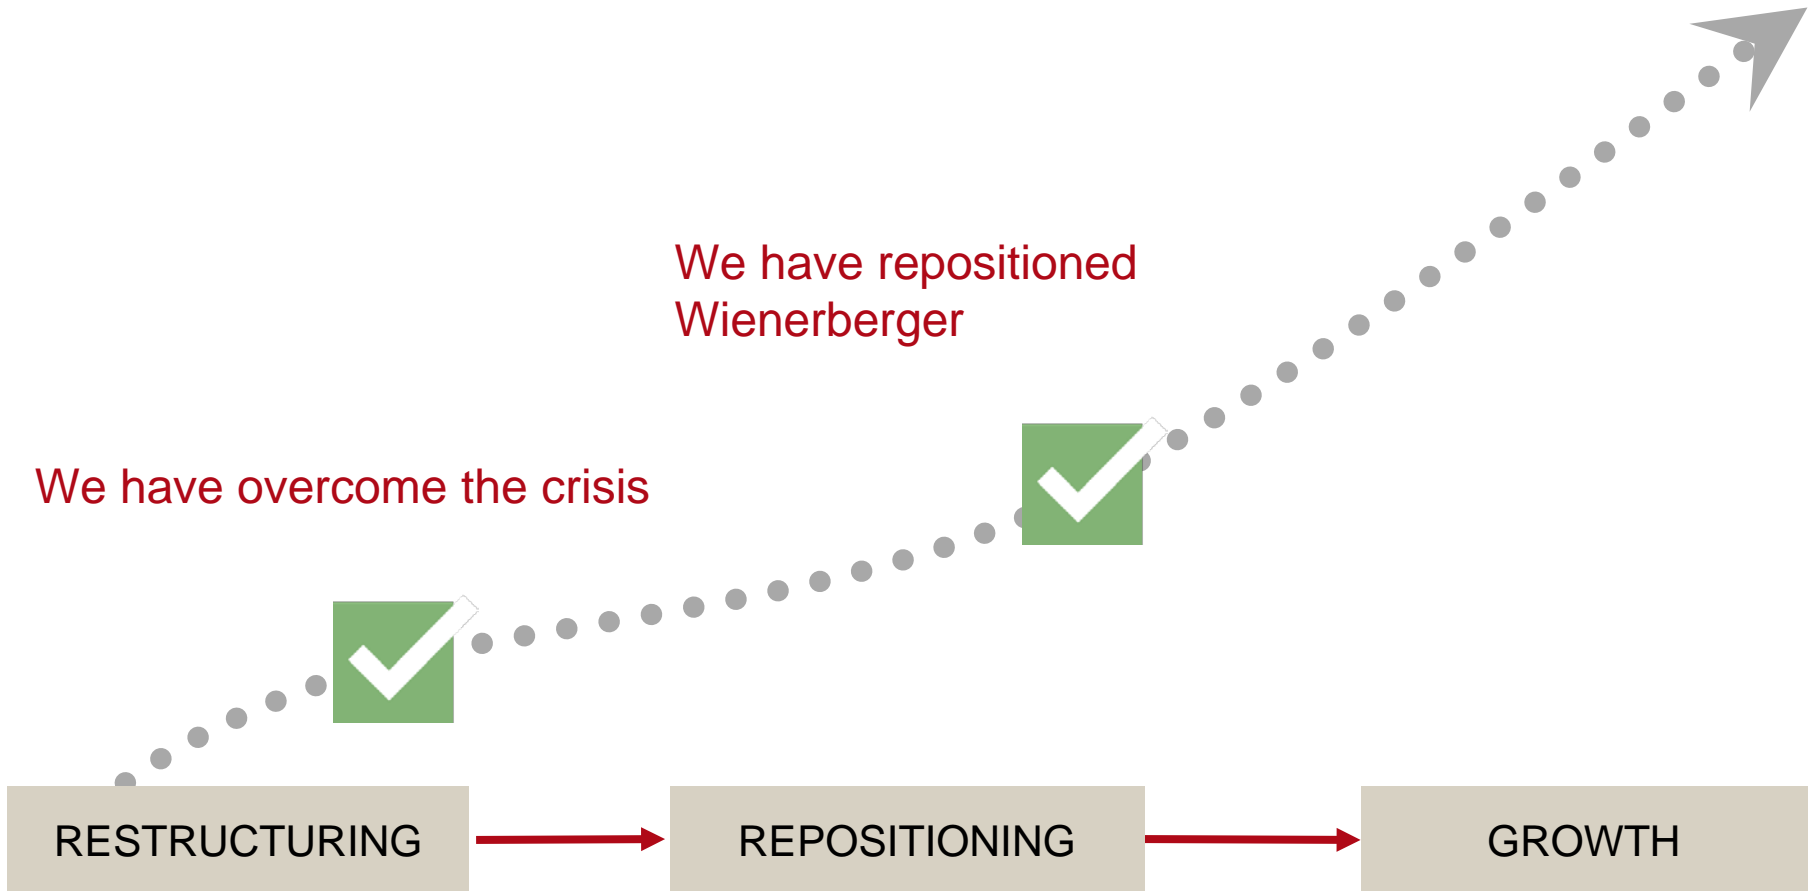 We have repositioned
Wienerberger
We have overcome the crisis
RESTRUCTURING
REPOSITIONING
GROWTH